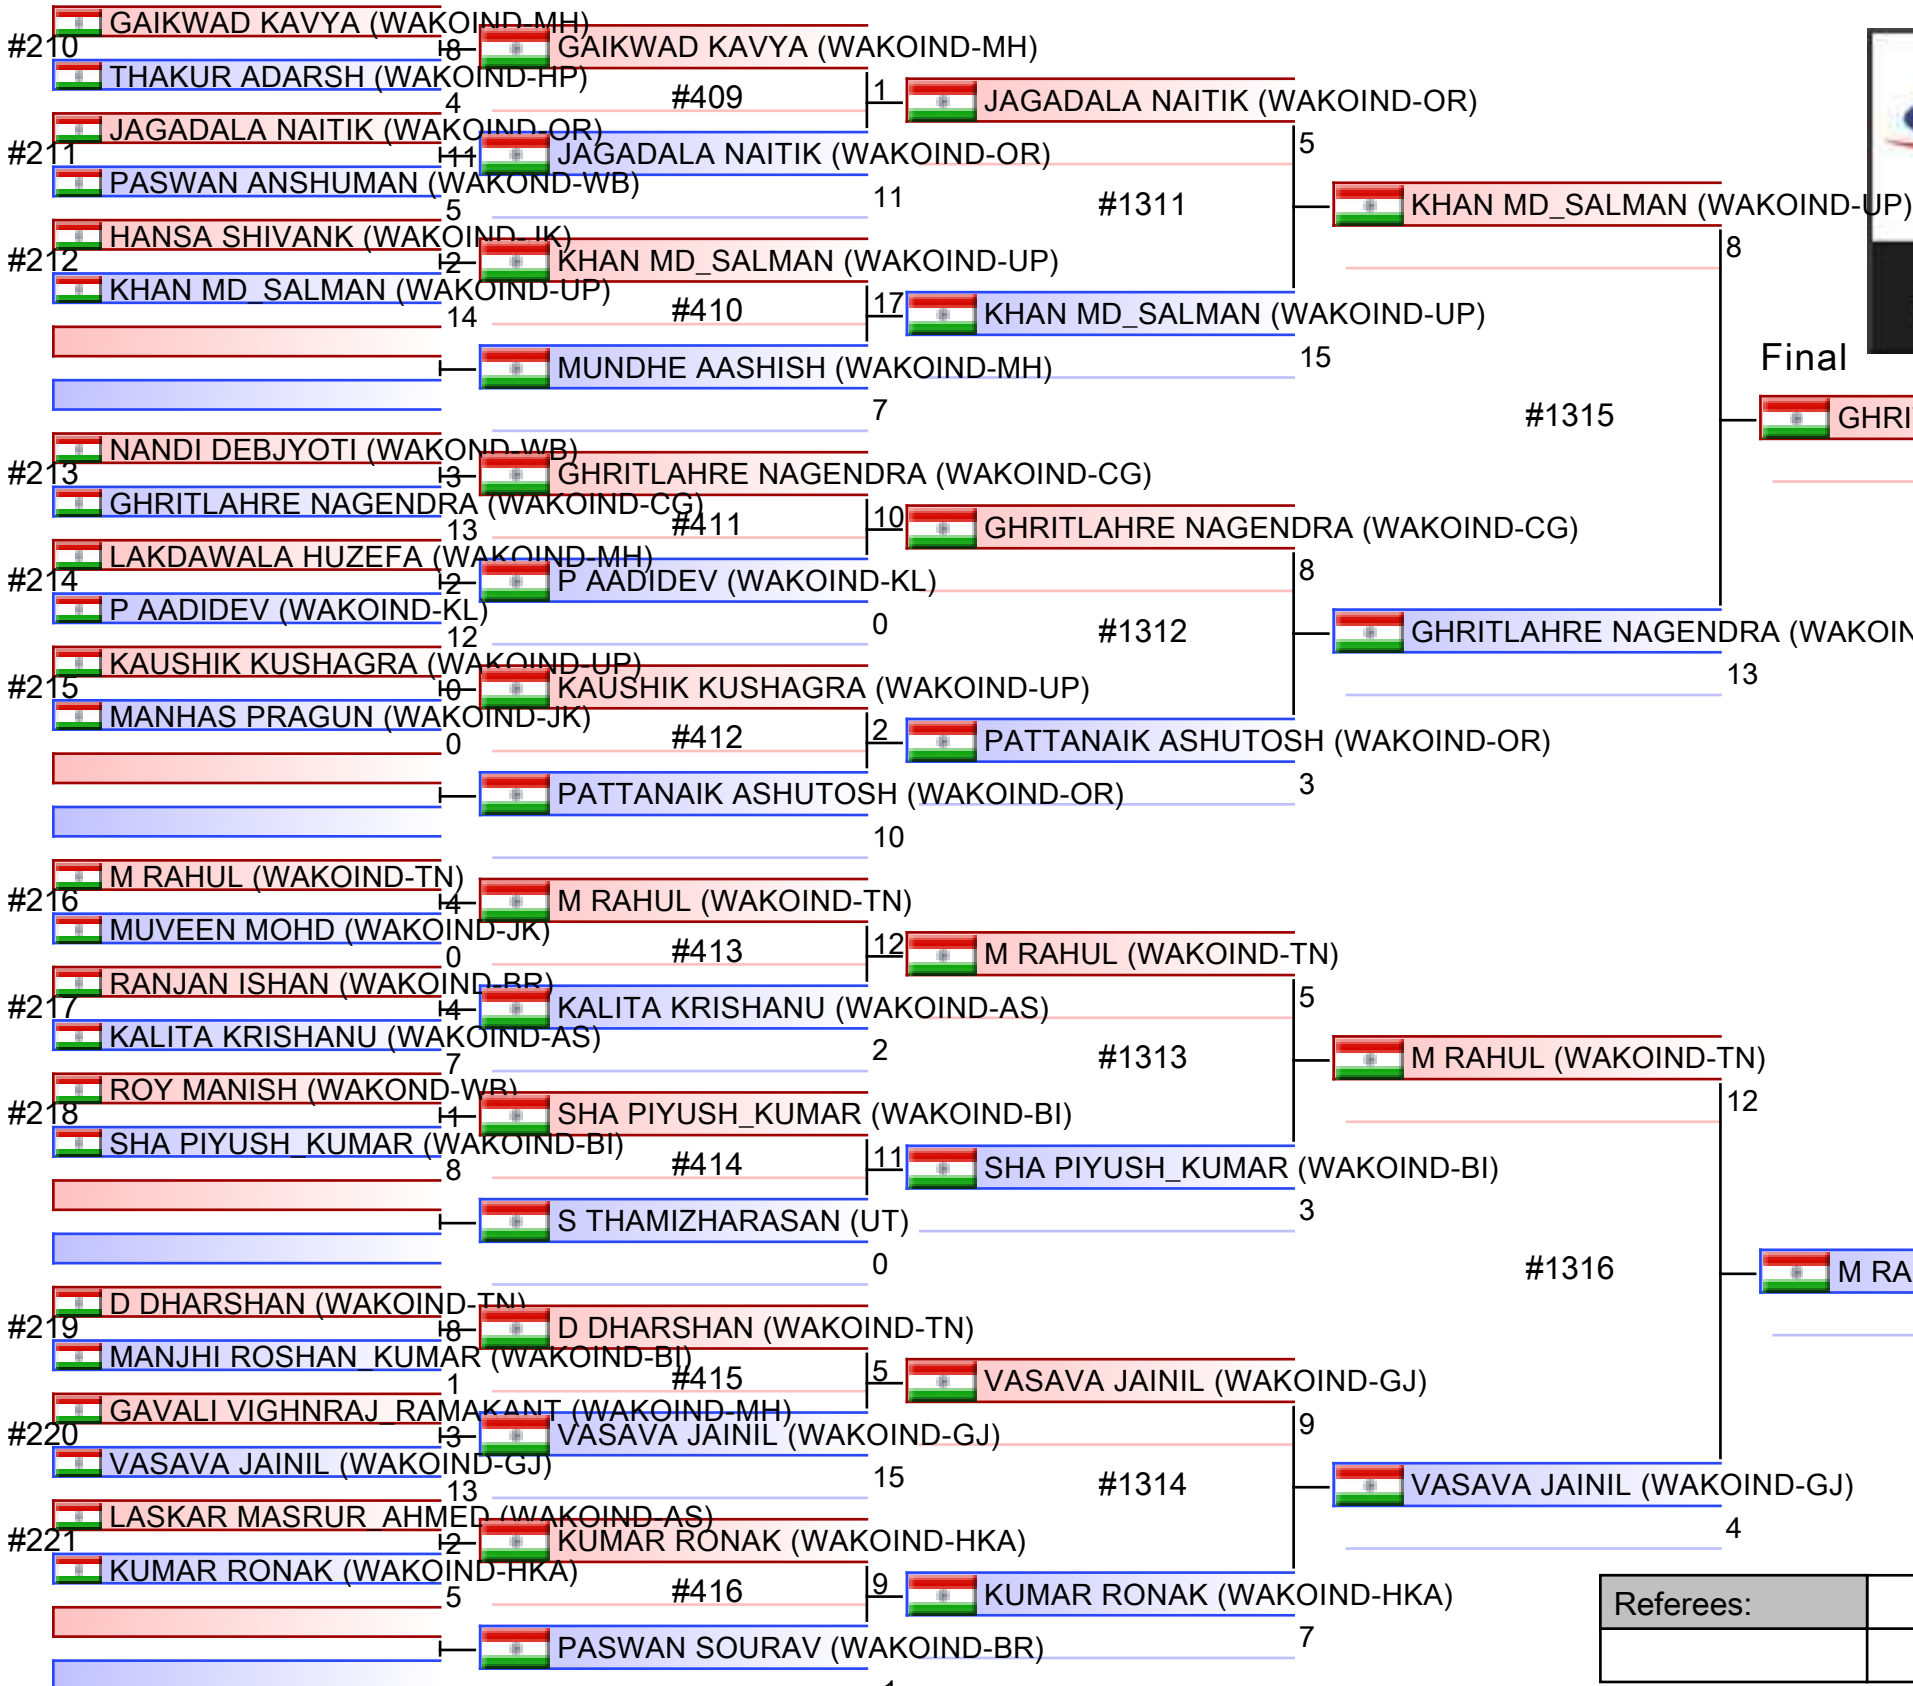 GAIKWAD KAVYA (WAKOIND-MH)
#210
8
THAKUR ADARSH (WAKOIND-HP)
4
JAGADALA NAITIK (WAKOIND-OR)
#211
11
PASWAN ANSHUMAN (WAKOND-WB)
5
HANSA SHIVANK (WAKOIND-JK)
#212
2
KHAN MD_SALMAN (WAKOIND-UP)
14
NANDI DEBJYOTI (WAKOND-WB)
#213
3
GHRITLAHRE NAGENDRA (WAKOIND-CG)
13
LAKDAWALA HUZEFA (WAKOIND-MH)
#214
2
P AADIDEV (WAKOIND-KL)
12
KAUSHIK KUSHAGRA (WAKOIND-UP)
#215
0
MANHAS PRAGUN (WAKOIND-JK)
0
M RAHUL (WAKOIND-TN)
#216
4
MUVEEN MOHD (WAKOIND-JK)
0
RANJAN ISHAN (WAKOIND-BR)
#217
4
KALITA KRISHANU (WAKOIND-AS)
7
ROY MANISH (WAKOND-WB)
#218
1
SHA PIYUSH_KUMAR (WAKOIND-BI)
8
D DHARSHAN (WAKOIND-TN)
#219
8
MANJHI ROSHAN_KUMAR (WAKOIND-BI)
1
GAVALI VIGHNRAJ_RAMAKANT (WAKOIND-MH)
#220
3
VASAVA JAINIL (WAKOIND-GJ)
13
LASKAR MASRUR_AHMED (WAKOIND-AS)
#221
2
KUMAR RONAK (WAKOIND-HKA)
5
GAIKWAD KAVYA (WAKOIND-MH)
#409
1
JAGADALA NAITIK (WAKOIND-OR)
11
KHAN MD_SALMAN (WAKOIND-UP)
#410
17
MUNDHE AASHISH (WAKOIND-MH)
7
GHRITLAHRE NAGENDRA (WAKOIND-CG)
#411
10
P AADIDEV (WAKOIND-KL)
0
KAUSHIK KUSHAGRA (WAKOIND-UP)
#412
2
PATTANAIK ASHUTOSH (WAKOIND-OR)
10
M RAHUL (WAKOIND-TN)
#413
12
KALITA KRISHANU (WAKOIND-AS)
2
SHA PIYUSH_KUMAR (WAKOIND-BI)
#414
11
S THAMIZHARASAN (UT)
0
D DHARSHAN (WAKOIND-TN)
#415
5
VASAVA JAINIL (WAKOIND-GJ)
15
KUMAR RONAK (WAKOIND-HKA)
#416
9
PASWAN SOURAV (WAKOIND-BR)
JAGADALA NAITIK (WAKOIND-OR)
5
#1311
KHAN MD_SALMAN (WAKOIND-UP)
15
GHRITLAHRE NAGENDRA (WAKOIND-CG)
8
#1312
PATTANAIK ASHUTOSH (WAKOIND-OR)
3
M RAHUL (WAKOIND-TN)
5
#1313
SHA PIYUSH_KUMAR (WAKOIND-BI)
3
VASAVA JAINIL (WAKOIND-GJ)
9
#1314
KUMAR RONAK (WAKOIND-HKA)
7
KHAN MD_SALMAN (WAKOIND-UP)
8
#1315
GHRITLAHRE NAGENDRA (WAKOIN
13
M RAHUL (WAKOIND-TN)
12
#1316
VASAVA JAINIL (WAKOIND-GJ)
4
Final
GHRI
M RA
Referees: